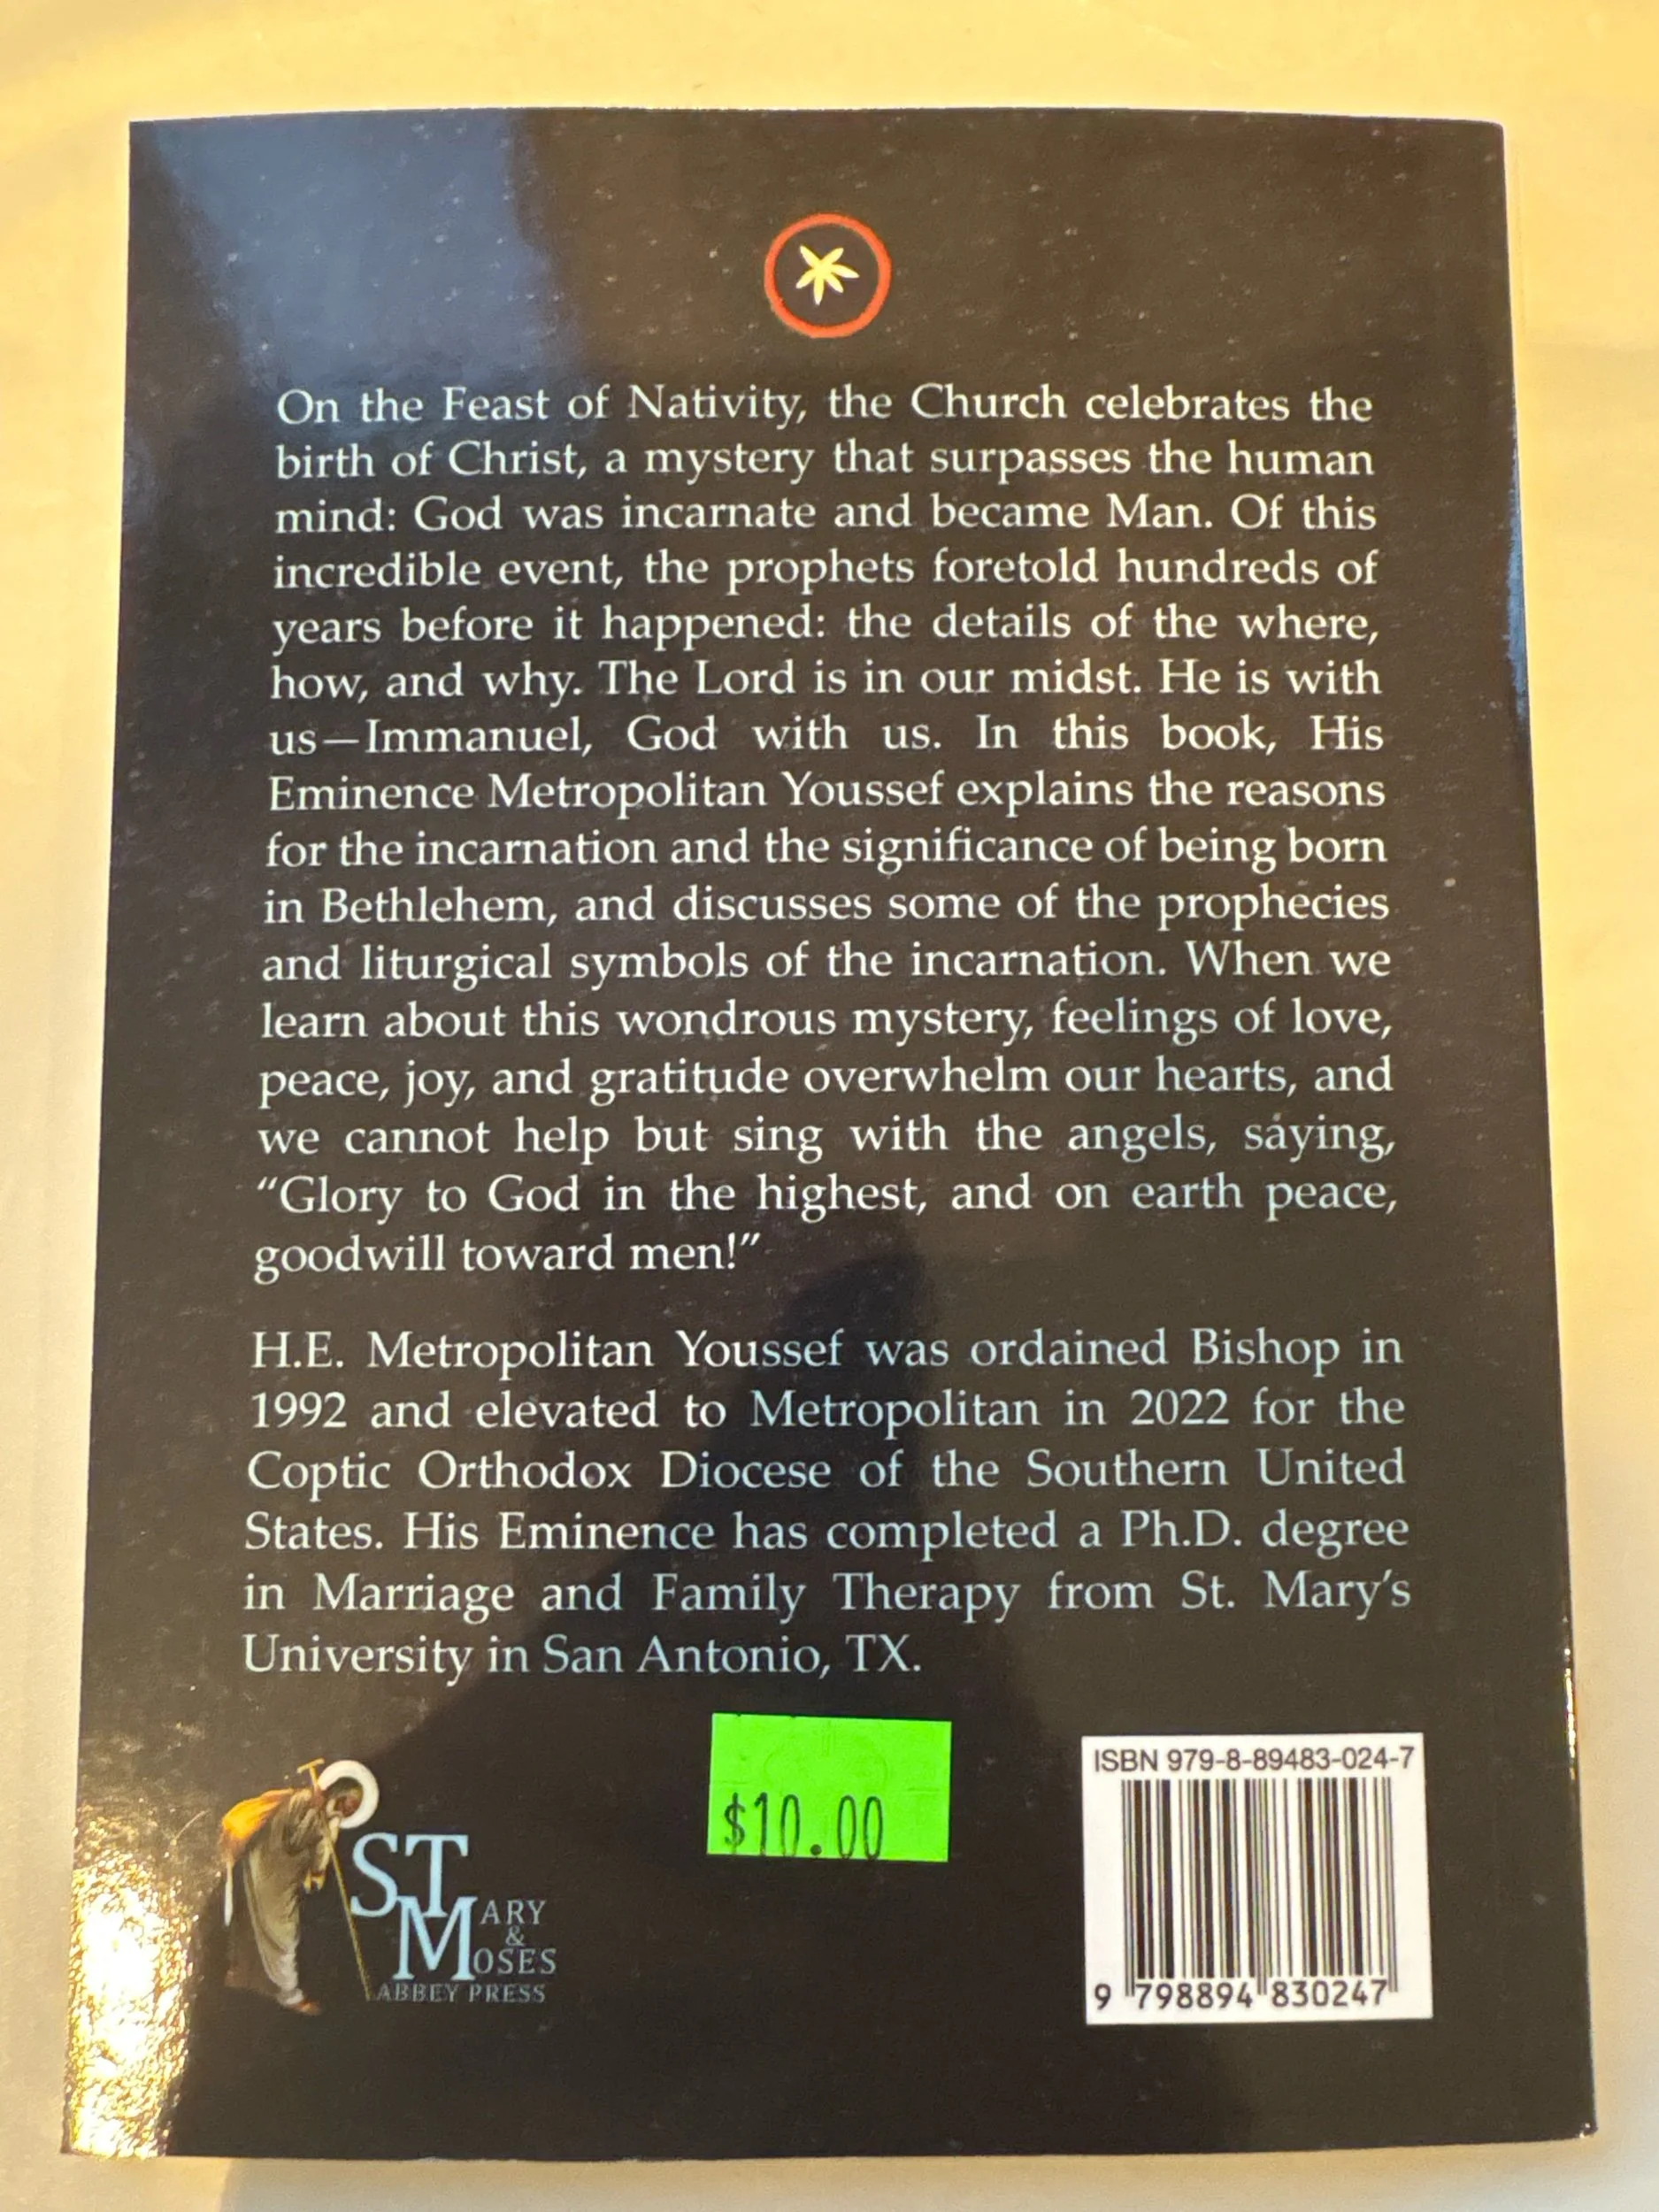 On the Feast of Nativity, the Church celebrates the
birth of Christ, a mystery that surpasses the human
mind: God was incarnate and became Man. Of this
incredible event, the prophets foretold hundreds of
years before it happened: the details of the where,
how, and why. The Lord is in our midst. He is with
us—Immanuel, God with us. In this book, His
Eminence Metropolitan Youssef explains the reasons
for the incarnation and the significance of being born
in Bethlehem, and discusses some of the prophecies
and liturgical symbols of the incarnation. When we
learn about this wondrous mystery, feelings of love,
peace, joy, and gratitude overwhelm our hearts, and
we cannot help but sing with the angels, saying,
“Glory to God in the highest, and on earth peace,
goodwill toward men!”
H.E. Metropolitan Youssef was ordained Bishop in
1992 and elevated to Metropolitan in 2022 for the
Coptic Orthodox Diocese of the Southern United
States. His Eminence has completed a Ph.D. degree
in Marriage and Family Therapy from St. Mary’s
University in San Antonio, TX.
ST
MARY
&
MOSES
ABBEY PRESS
$10.00
ISBN 979-8-89483-024-7
9 798894 830247